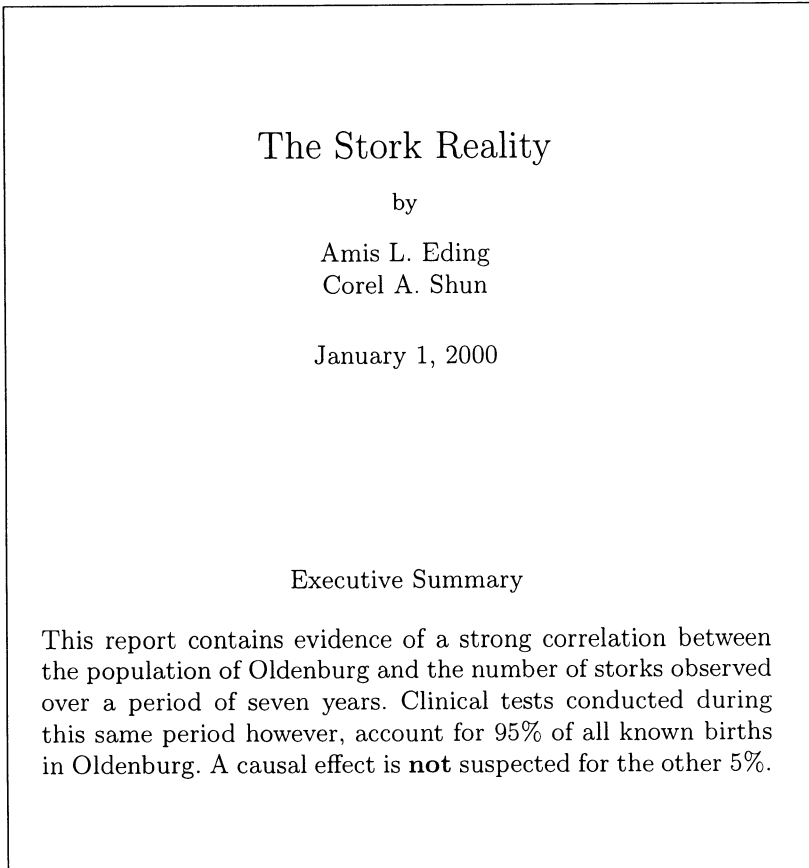 The Stork Reality
by
Amis L. Eding
Corel A. Shun
January 1, 2000
Executive Summary
This report contains evidence of a strong correlation between
the population of Oldenburg and the number of storks observed
over a period of seven years. Clinical tests conducted during
this same period however, account for 95% of all known births
in Oldenburg. A causal effect is not suspected for the other 5%.